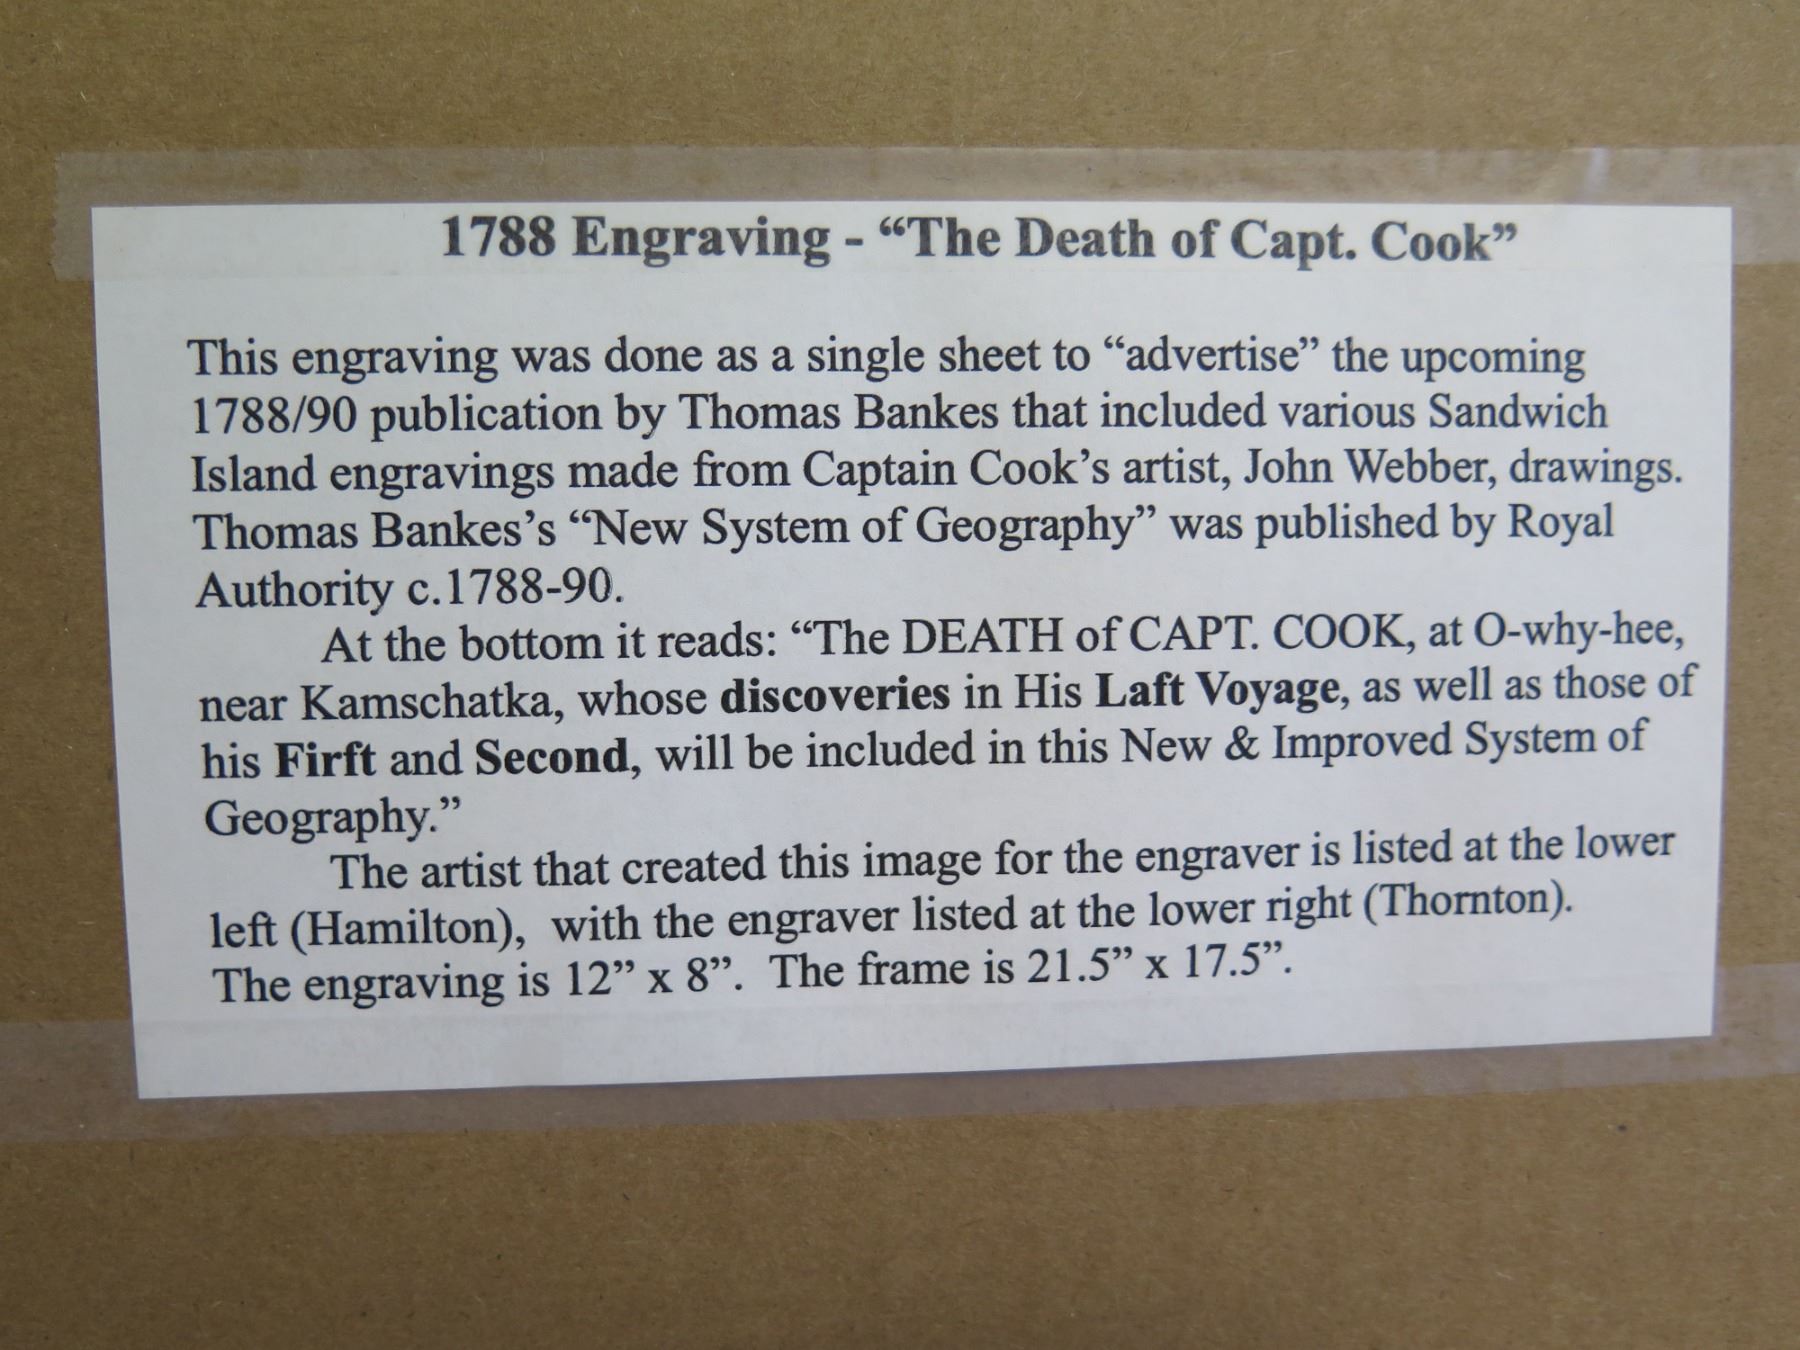 1788 Engraving - “The Death of Capt. Cook”
This engraving was done as a single sheet to “advertise” the upcoming
1788/90 publication by Thomas Bankes that included various Sandwich
Island engravings made from Captain Cook’s artist, John Webber, drawings.
Thomas Bankes’s “New System of Geography” was published by Royal
Authority c.1788-90.
At the bottom it reads: “The DEATH of CAPT. COOK, at O-why-hee,
near Kamschatka, whose discoveries in His Laft Voyage, as well as those of
his Firft and Second, will be included in this New & Improved System of
Geography.”
The artist that created this image for the engraver is listed at the lower
left (Hamilton),  with the engraver listed at the lower right (Thornton).
The engraving is 12” x 8”.  The frame is 21.5” x 17.5”.